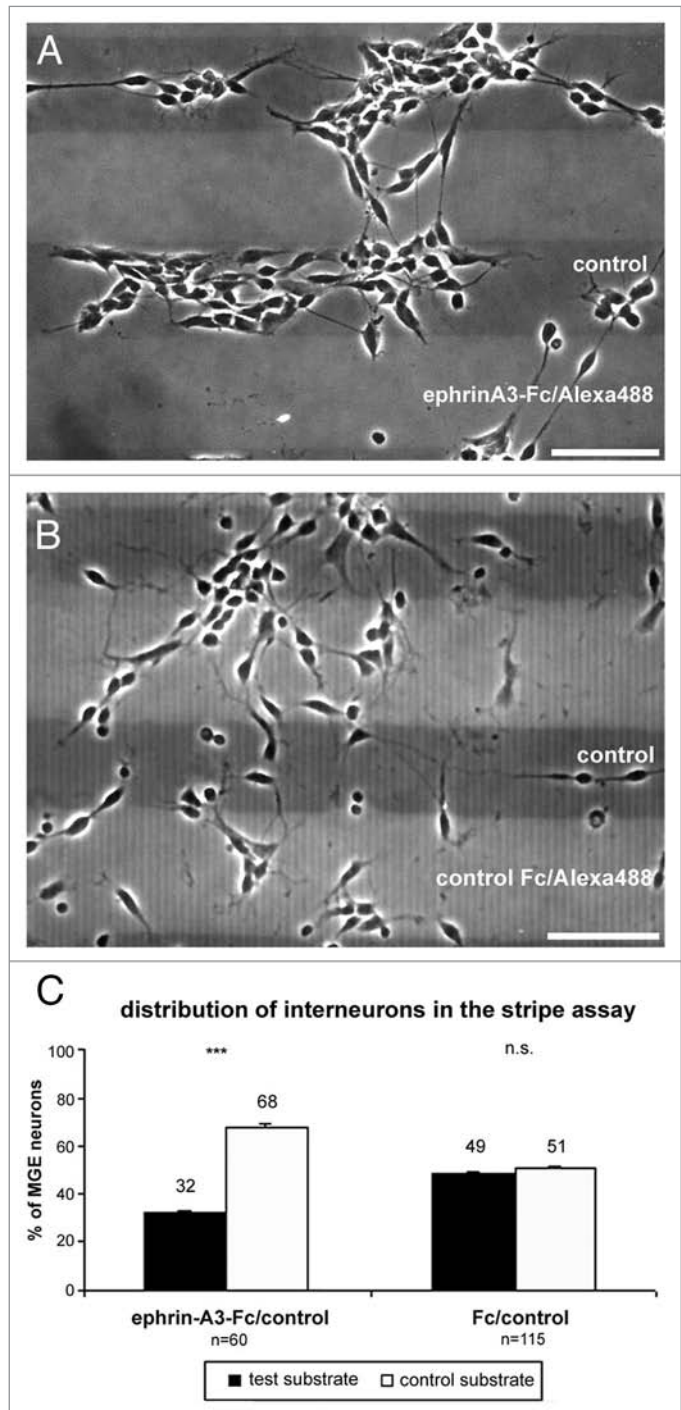 A
control
ephrinA3-Fc/Alexa488
B
control
control Fc/Alexa488
C
distribution of interneurons in the stripe assay
% of MGE neurons
100
80
60
40
20
0
***
n.s.
32
68
49
51
ephrin-A3-Fc/control
Fc/control
n=60
n=115
test substrate control substrate